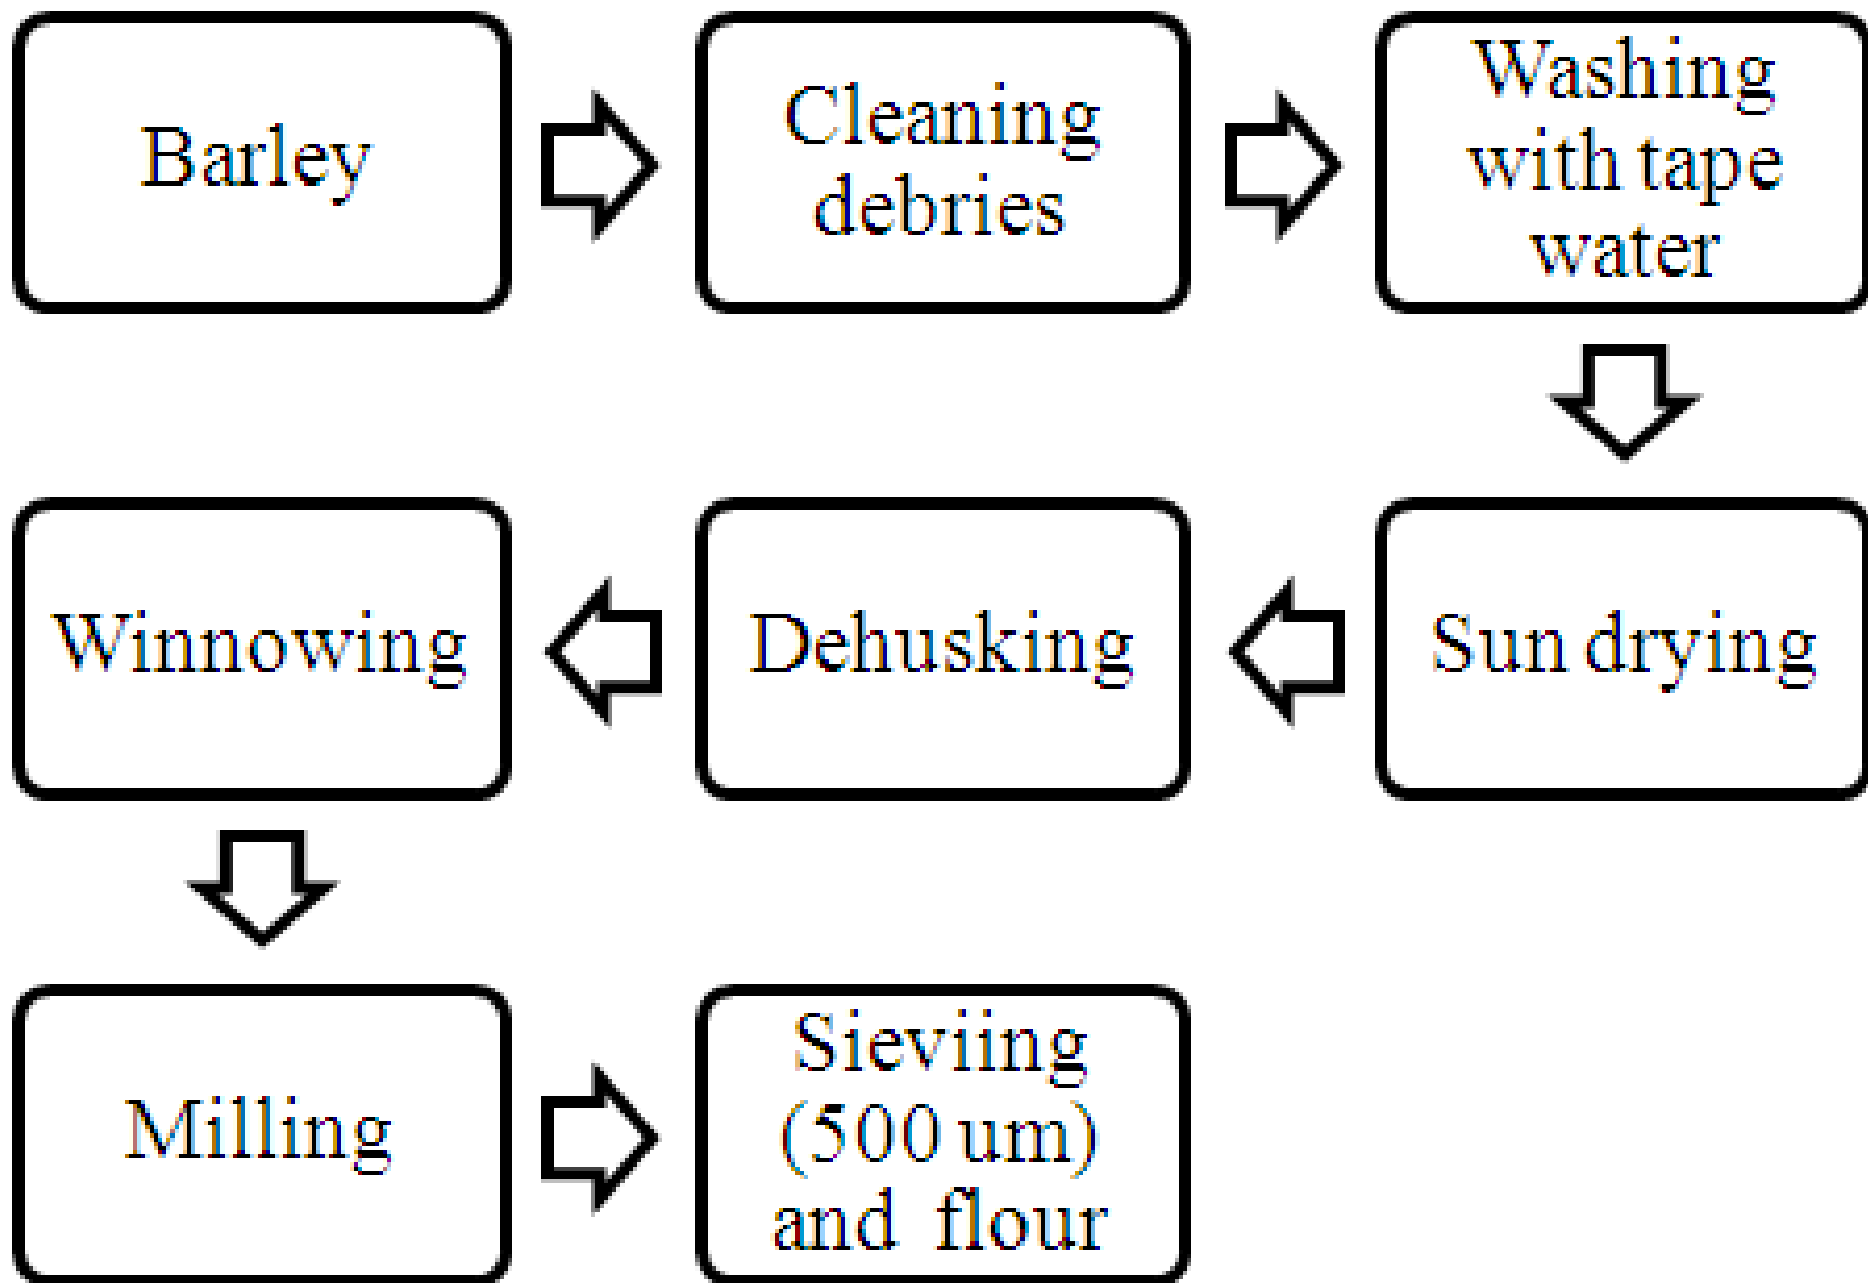 Barley
Cleaning
debries
Washing
with tape
water
Sun drying
Dehusking
Winnowing
Milling
Sieviing
(500 um)
and flour